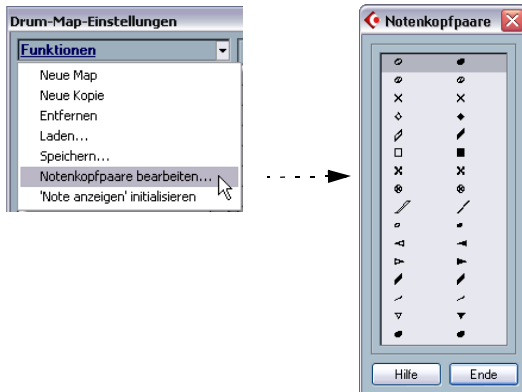 Drum-Map-Einstellungen
Funktionen
Neue Map
Neue Kopie
Entfernen
Laden...
Speichern...
Notenkopfpaare bearbeiten...
'Note anzeigen' initialisieren
Notenkopfpaare
Hilfe
Ende